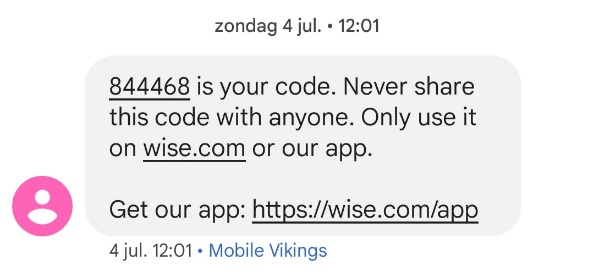 zondag 4 jul. • 12:01
844468 is your code. Never share
this code with anyone. Only use it
on wise.com or our app.
Get our app: https://wise.com/app
4 jul. 12:01 • Mobile Vikings